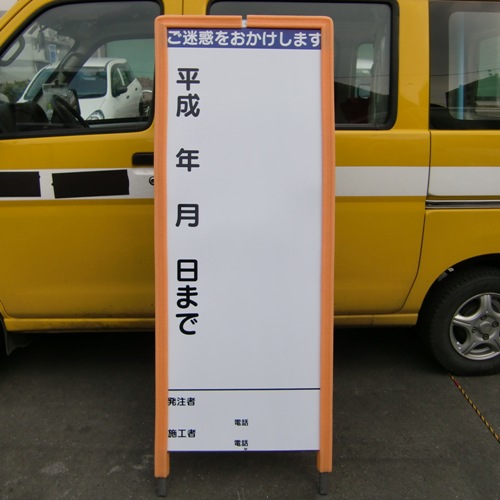 ご迷惑をおかけします
平成 年 月 日まで
発注者
電話
施工者
電話